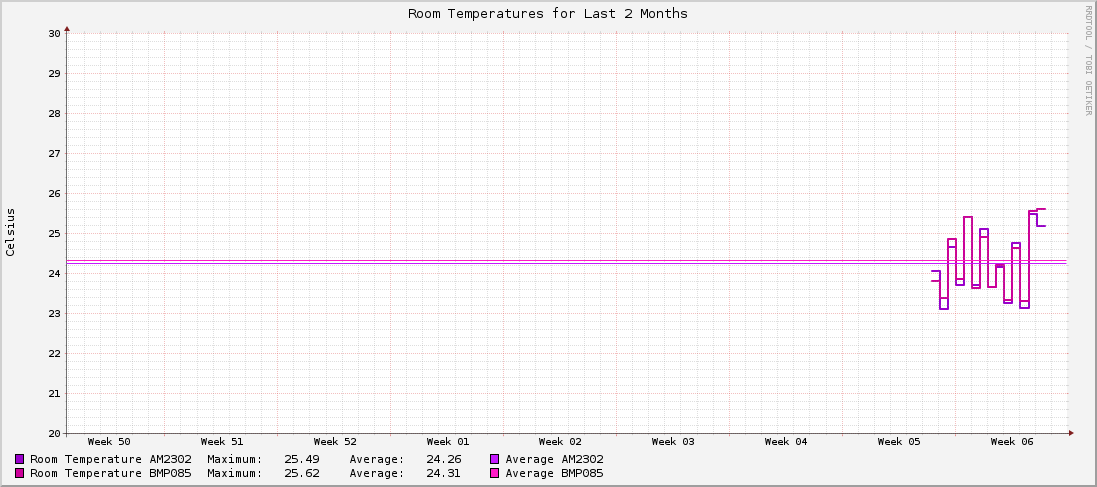 Room Temperatures for Last 2 Months
RRDTOOL / TOBI OETIKER
Celsius
30
29
28
27
26
25
24
23
22
21
20
Week 50 Week 51 Week 52 Week 01 Week 02 Week 03 Week 04 Week 05 Week 06
Room Temperature AM2302 Maximum: 25.49 Average: 24.26 Average AM2302
Room Temperature BMP085 Maximum: 25.62 Average: 24.31 Average BMP085